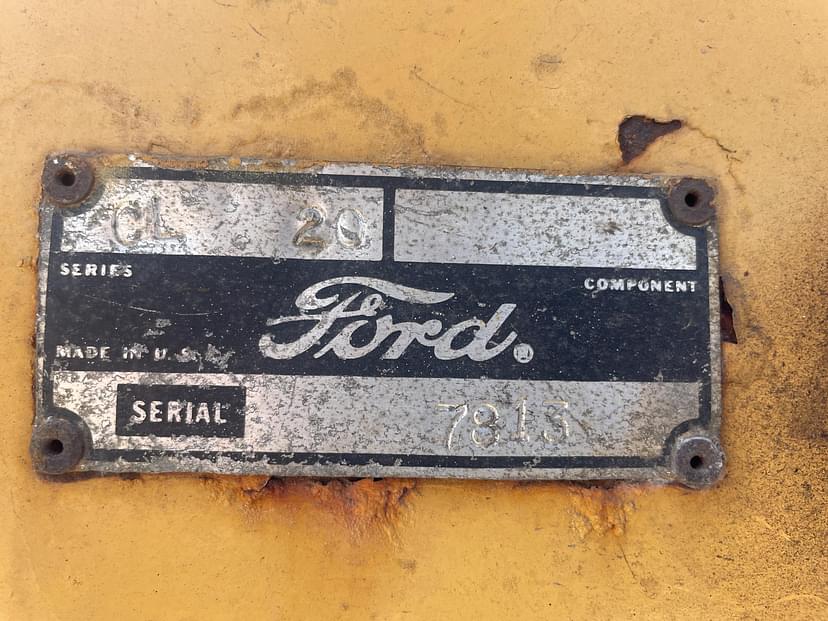 CL 20
SERIES
COMPONENT
Ford®
MADE IN U.S.A.
SERIAL 7813